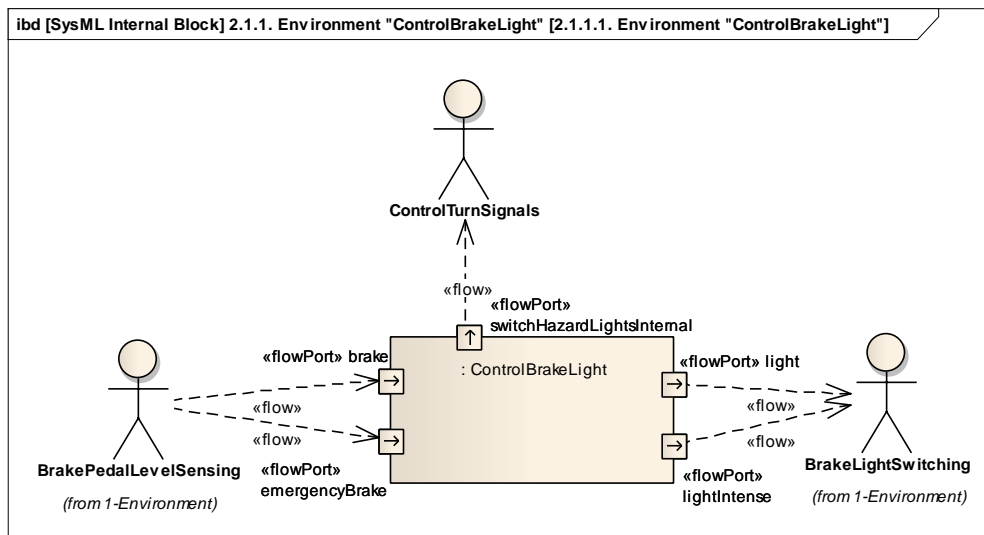 ibd [SysML Internal Block] 2.1.1. Environment "ControlBrakeLight" [2.1.1.1. Environment "ControlBrakeLight"]
ControlTurnSignals
«flow»
«flowPort»
switchHazardLightsInternal
«flowPort» brake
: ControlBrakeLight
«flowPort» light
«flow»
«flow»
«flow»
«flow»
BrakePedalLevelSensing
(from 1-Environment)
«flowPort»
emergencyBrake
«flowPort»
lightIntense
BrakeLightSwitching
(from 1-Environment)